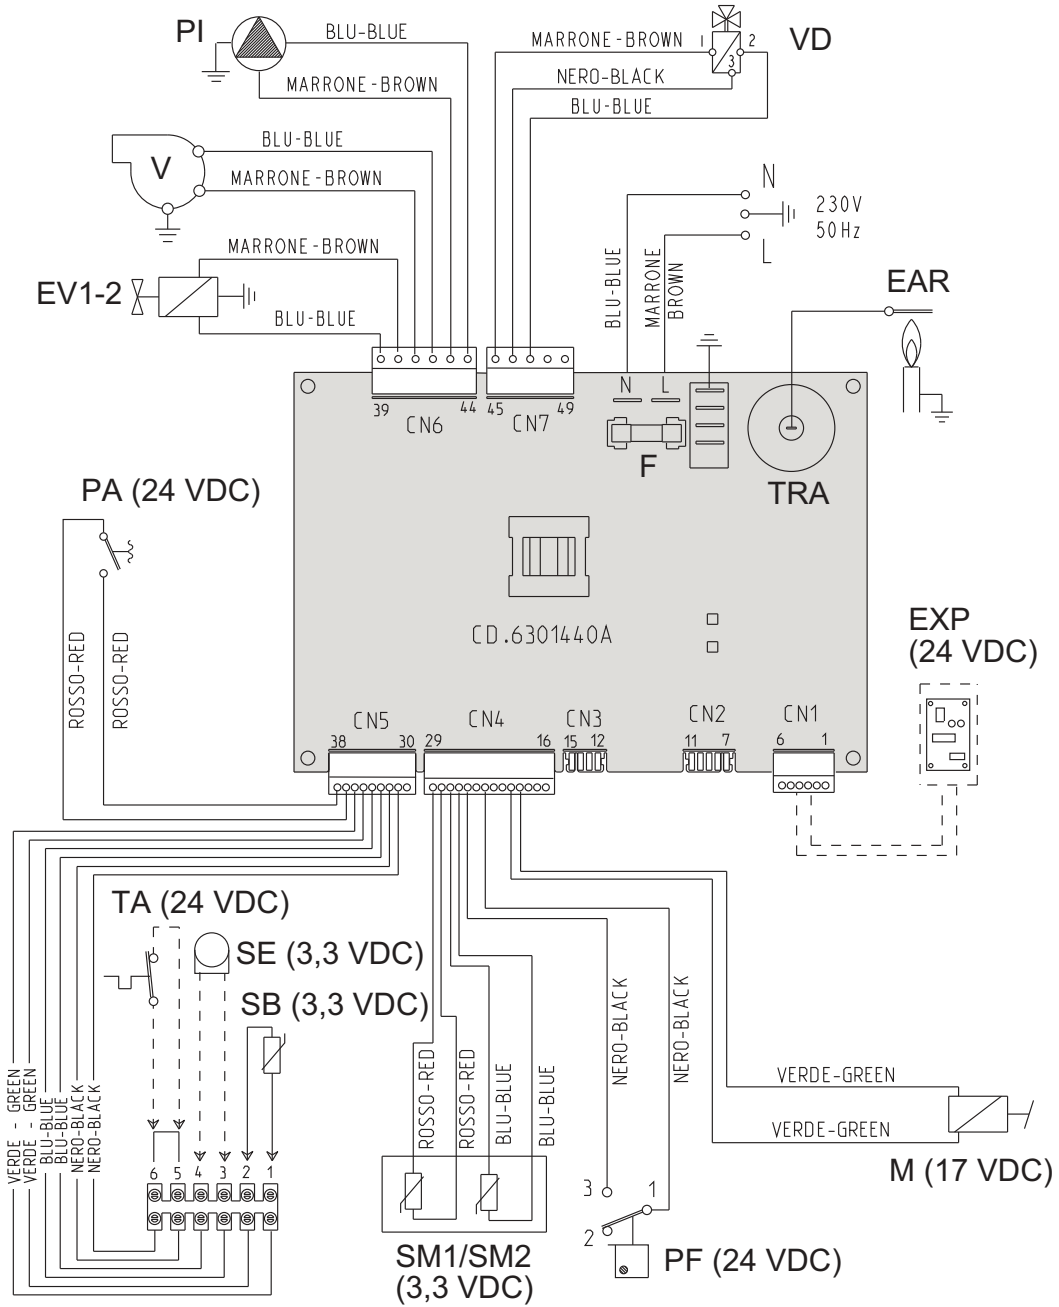 PI
BLU-BLUE
MARRONE-BROWN
MARRONE-BROWN
1
2
3
VD
NERO-BLACK
BLU-BLUE
V
BLU-BLUE
MARRONE-BROWN
N
230V
50Hz
L
MARRONE-BROWN
EV1-2
BLU-BLUE
BLU-BLUE
MARRONE
BROWN
EAR
N
L
39
44
CN6
45
49
CN7
F
TRA
PA (24 VDC)
ROSSO-RED
ROSSO-RED
CD.6301440A
EXP
(24 VDC)
CN5
38
30
CN4
29
16
CN3
15
12
CN2
11
7
CN1
6
1
TA (24 VDC)
SE (3,3 VDC)
SB (3,3 VDC)
VERDE - GREEN
VERDE - GREEN
BLU-BLUE
BLU-BLUE
NERO-BLACK
NERO-BLACK
6
5
4
3
2
1
ROSSO-RED
ROSSO-RED
BLU-BLUE
BLU-BLUE
SM1/SM2
(3,3 VDC)
NERO-BLACK
NERO-BLACK
3
1
2
PF (24 VDC)
VERDE-GREEN
VERDE-GREEN
M (17 VDC)